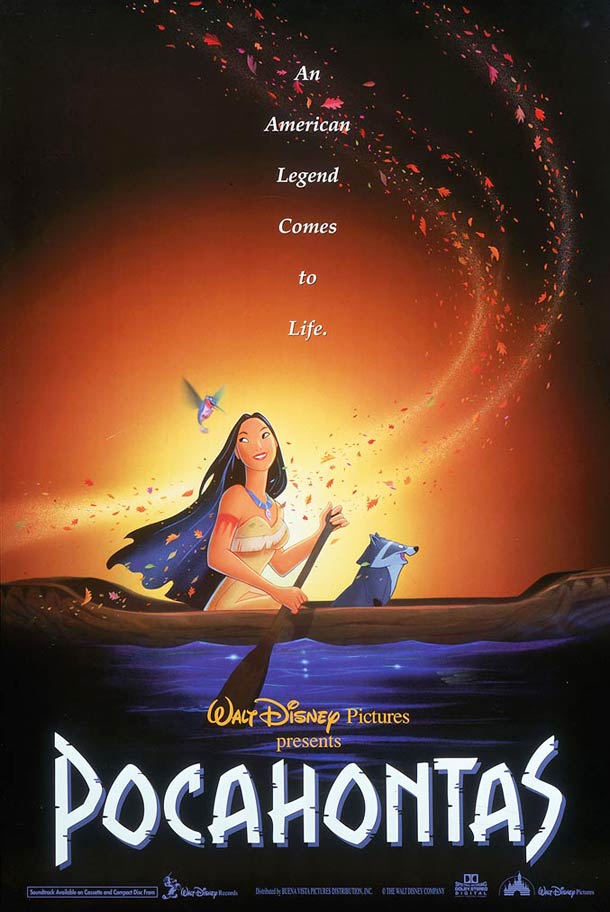 An
American
Legend
Comes
to
Life.
WALT DISNEY Pictures
presents
POCAHONTAS
Soundtrack Available on Cassette and Compact Disc From
Walt Disney Records
Distributed by BUENA VISTA PICTURES DISTRIBUTION, INC.
© THE WALT DISNEY COMPANY
DOLBY STEREO
DIGITAL
Walt Disney Pictures